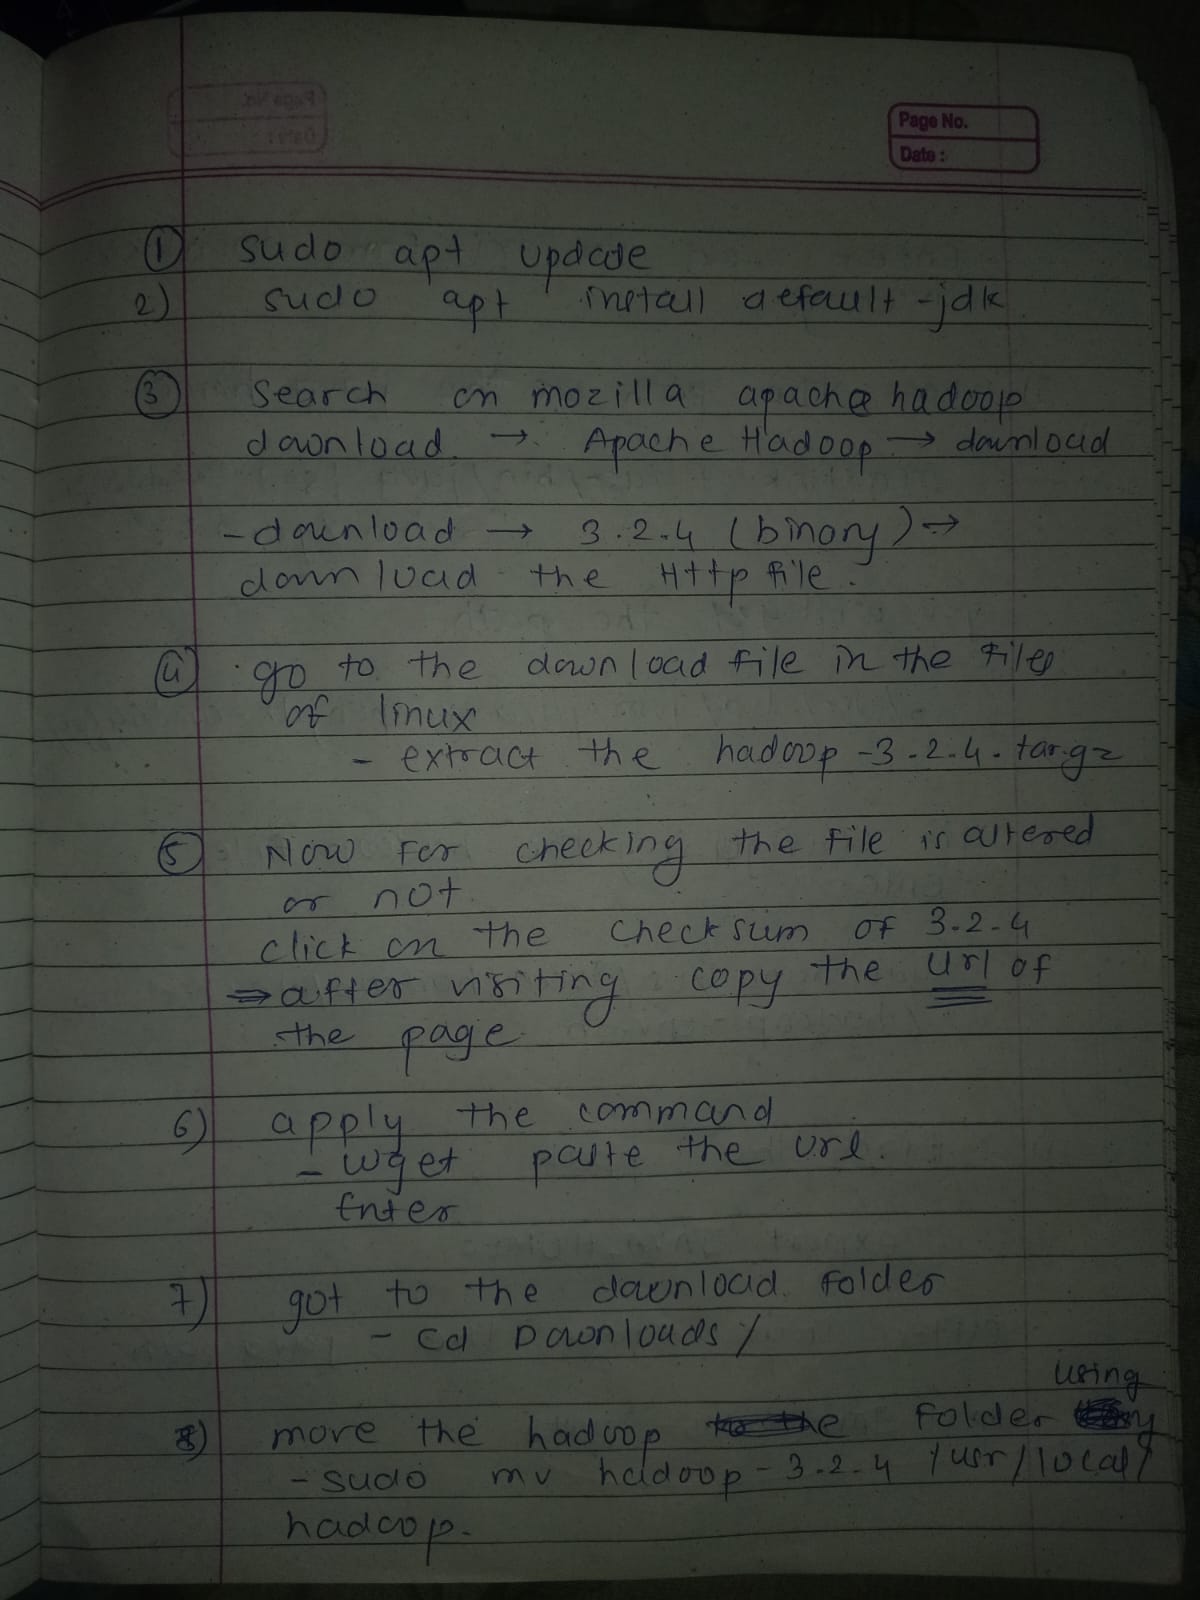 Page No.
Date :
① sudo apt update
2) sudo apt install default-jdk
③ Search on mozilla apache hadoop
download → Apache Hadoop → download
- download → 3.2.4 (binary) →
download the Http file.
④ go to the download file in the files
of linux
- extract the hadoop-3.2.4.tar.gz
⑤ Now for checking the file is altered
or not
click on the checksum of 3.2.4
⇒ after visiting copy the url of
the page
6) apply the command
- wget paste the url.
Enter
7) got to the download folder
- cd Downloads/
using
8) move the hadoop folder
- sudo mv hadoop-3.2.4 /usr/local/
hadoop.